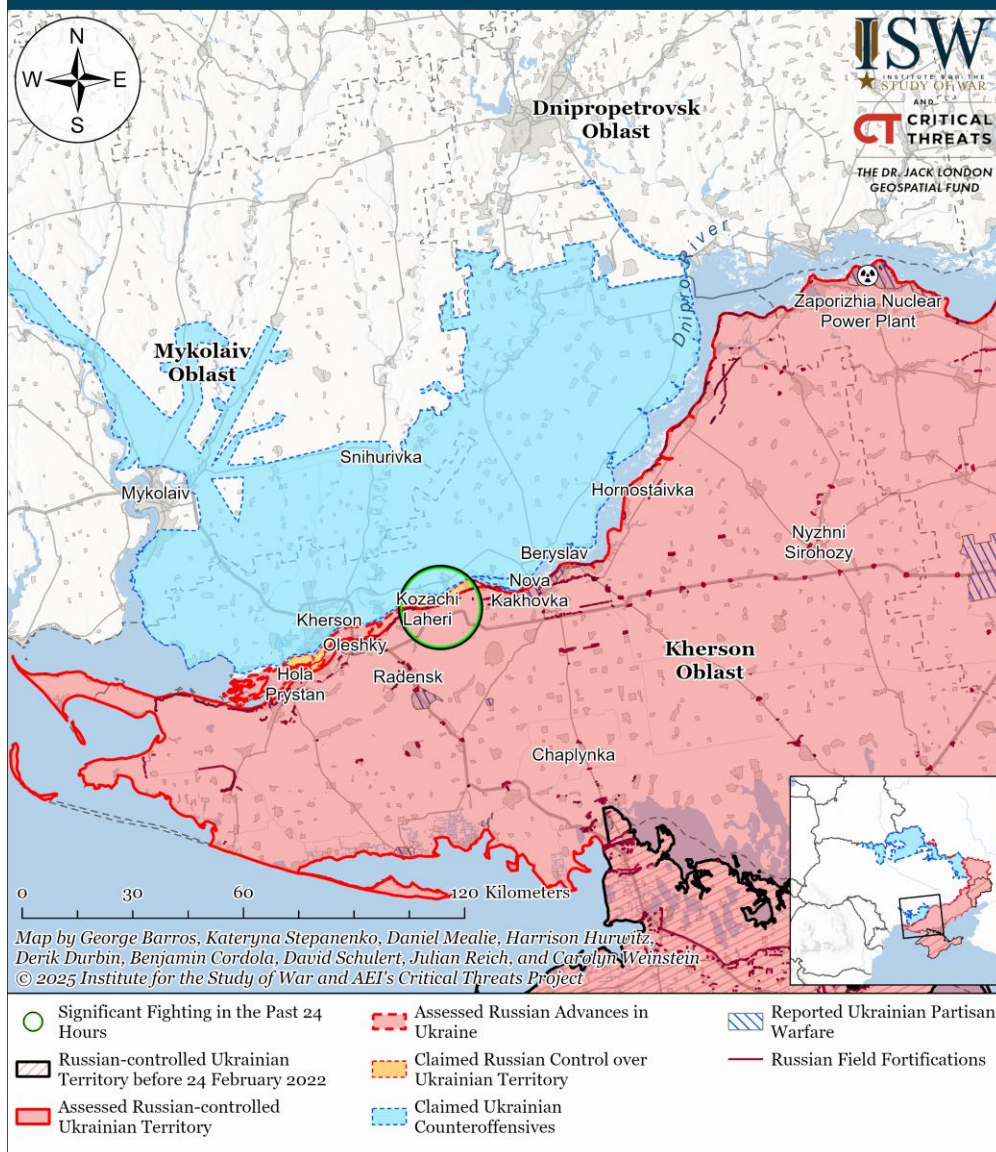 N
W
E
S
ISW
INSTITUTE FOR THE
STUDY OF WAR
AND
CT CRITICAL
THREATS
THE DR. JACK LONDON
GEOSPATIAL FUND
Dnipropetrovsk
Oblast
Dnipro River
Zaporizhia Nuclear
Power Plant
Mykolaiv
Oblast
Snihurivka
Mykolaiv
Hornostaivka
Nyzhni
Sirohozy
Beryslav
Nova
Kakhovka
Kozachi
Laheri
Kherson
Oleshky
Kherson
Oblast
Hola
Prystan
Radensk
Chaplynka
0 30 60 120 Kilometers
Map by George Barros, Kateryna Stepanenko, Daniel Mealie, Harrison Hurwitz,
Derik Durbin, Benjamin Cordola, David Schulert, Julian Reich, and Carolyn Weinstein
© 2025 Institute for the Study of War and AEI's Critical Threats Project
Significant Fighting in the Past 24
Hours
Russian-controlled Ukrainian
Territory before 24 February 2022
Assessed Russian-controlled
Ukrainian Territory
Assessed Russian Advances in
Ukraine
Claimed Russian Control over
Ukrainian Territory
Claimed Ukrainian
Counteroffensives
Reported Ukrainian Partisan
Warfare
Russian Field Fortifications